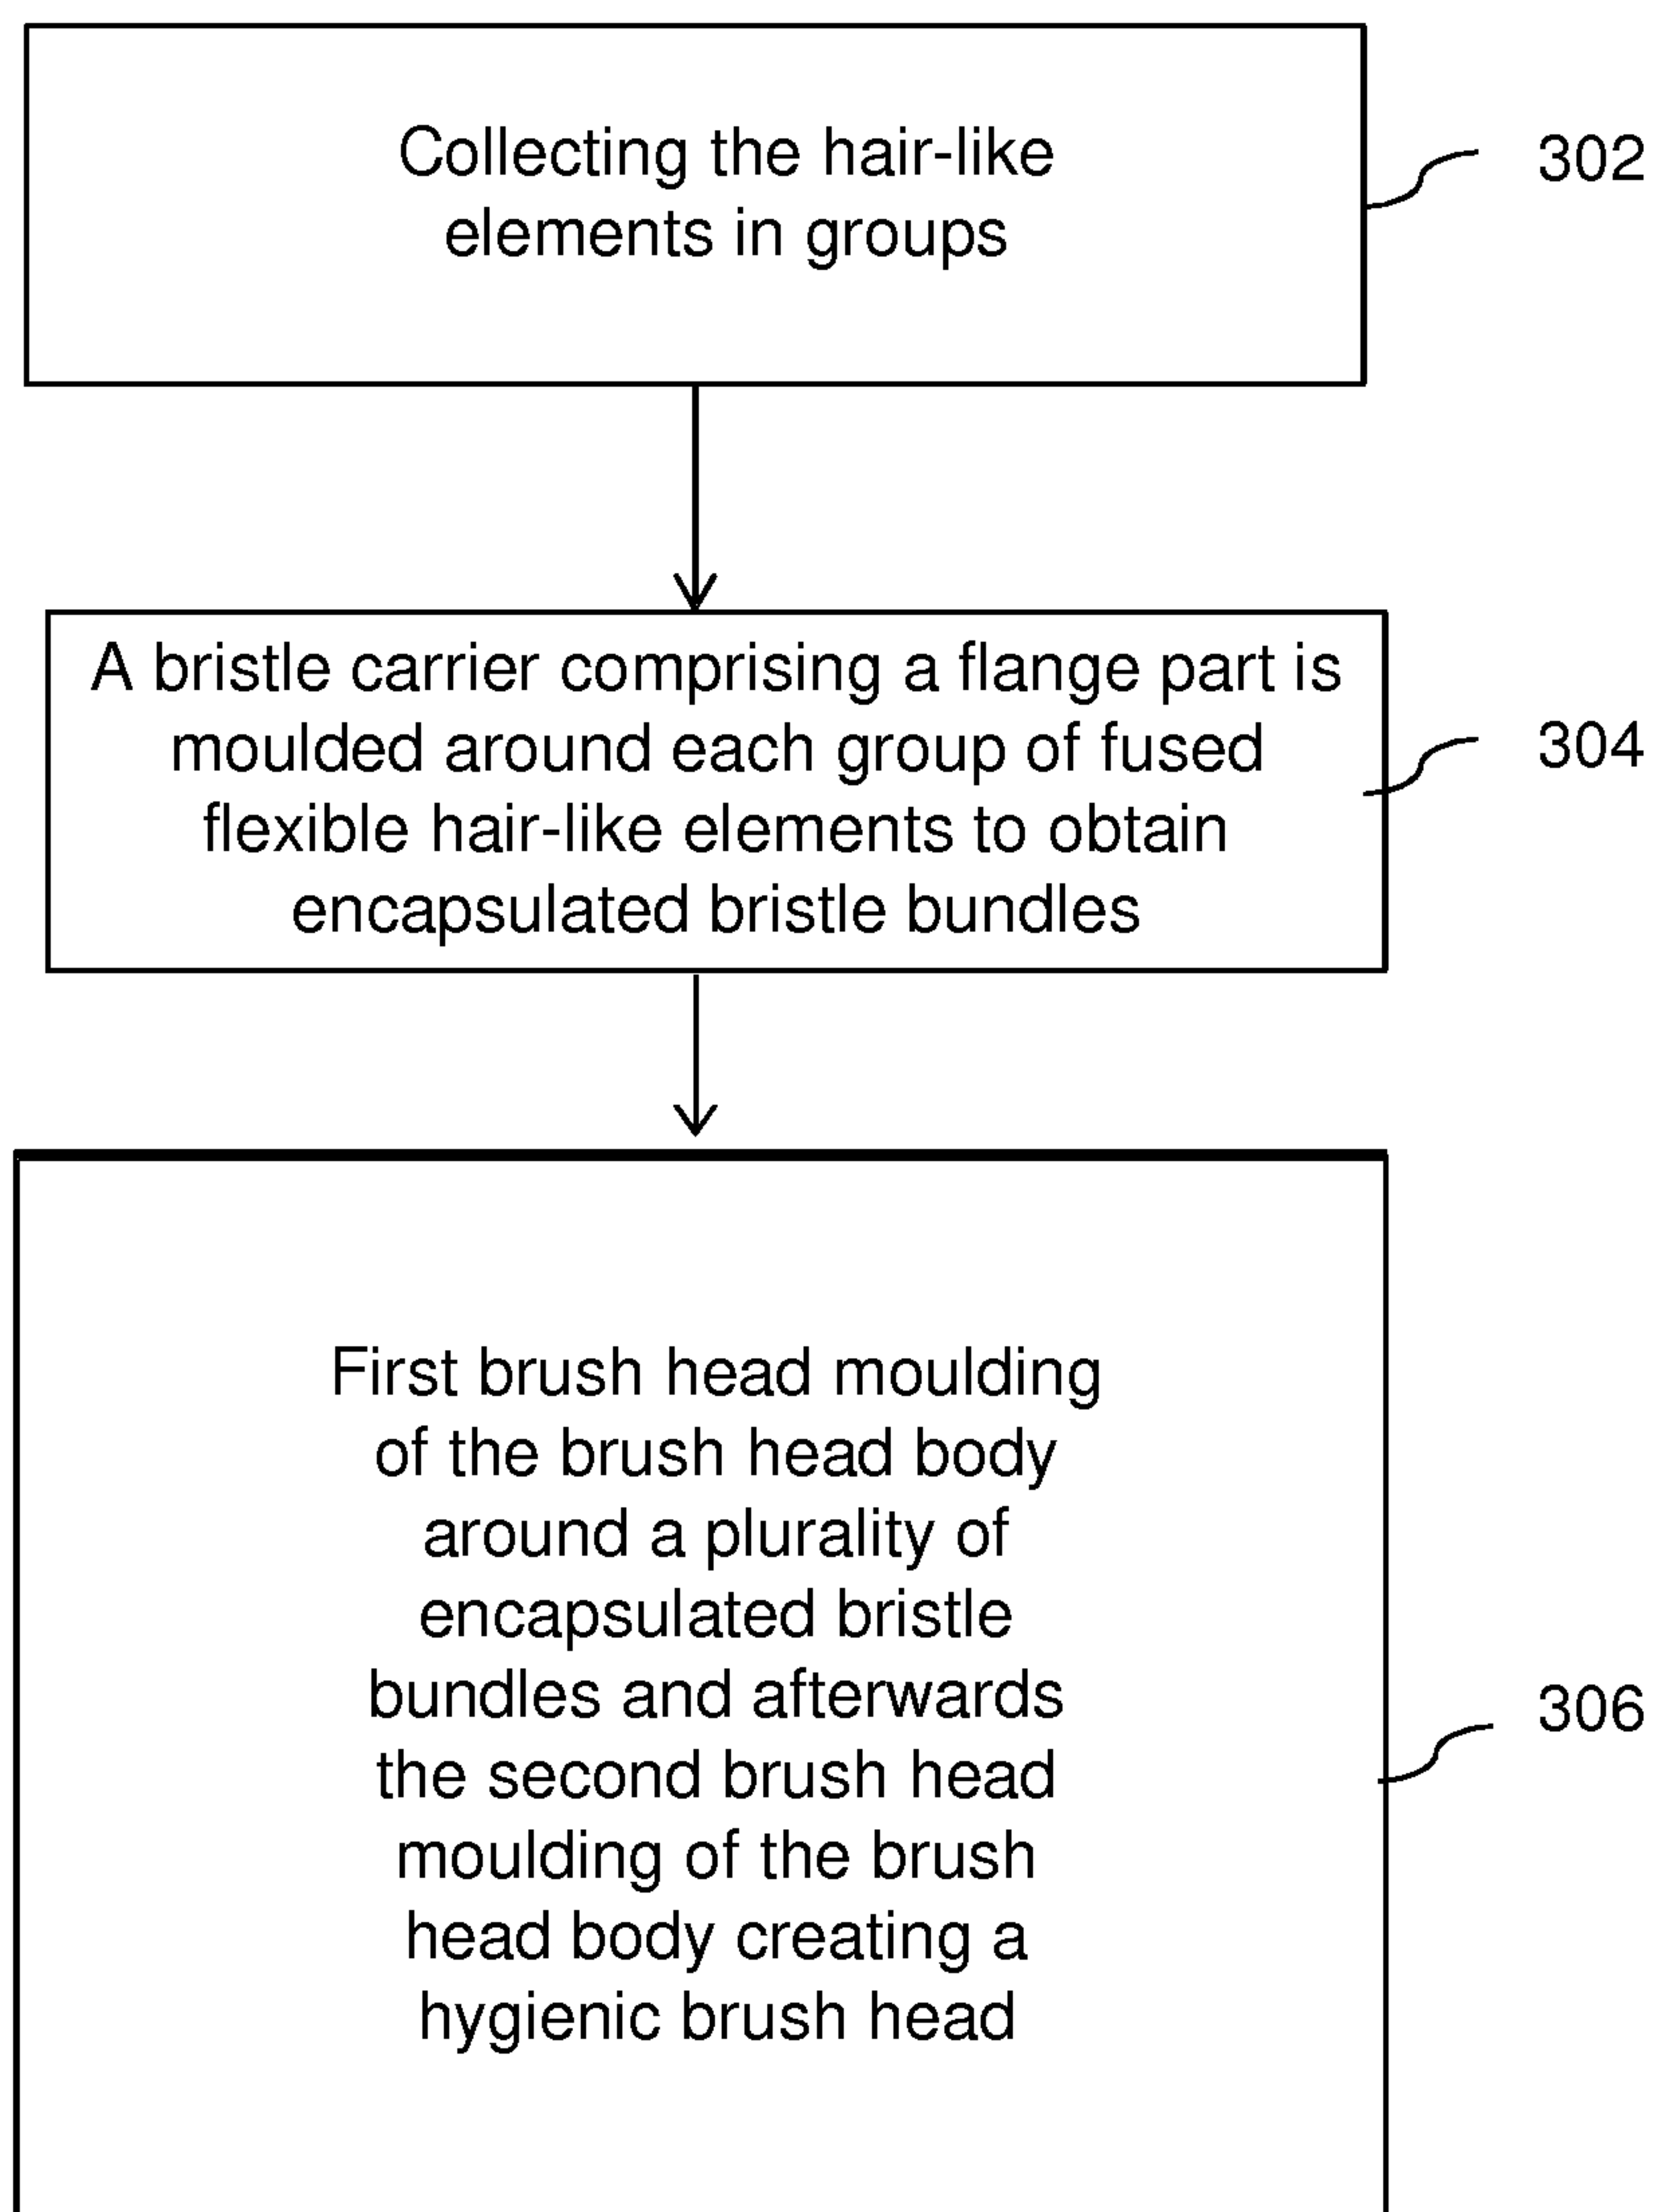 Collecting the hair-like
elements in groups
302
A bristle carrier comprising a flange part is
moulded around each group of fused
flexible hair-like elements to obtain
encapsulated bristle bundles
304
First brush head moulding
of the brush head body
around a plurality of
encapsulated bristle
bundles and afterwards
the second brush head
moulding of the brush
head body creating a
hygienic brush head
306